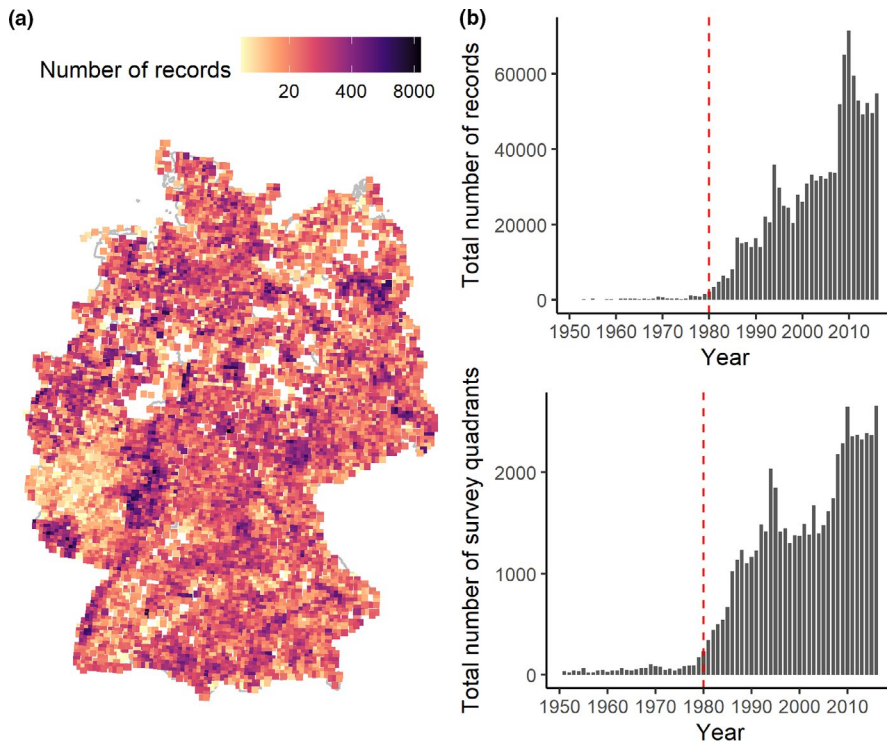 (a)
Number of records
20 400 8000
(b)
Total number of records
60000
40000
20000
0
1950 1960 1970 1980 1990 2000 2010
Year
Total number of survey quadrants
2000
1000
0
1950 1960 1970 1980 1990 2000 2010
Year